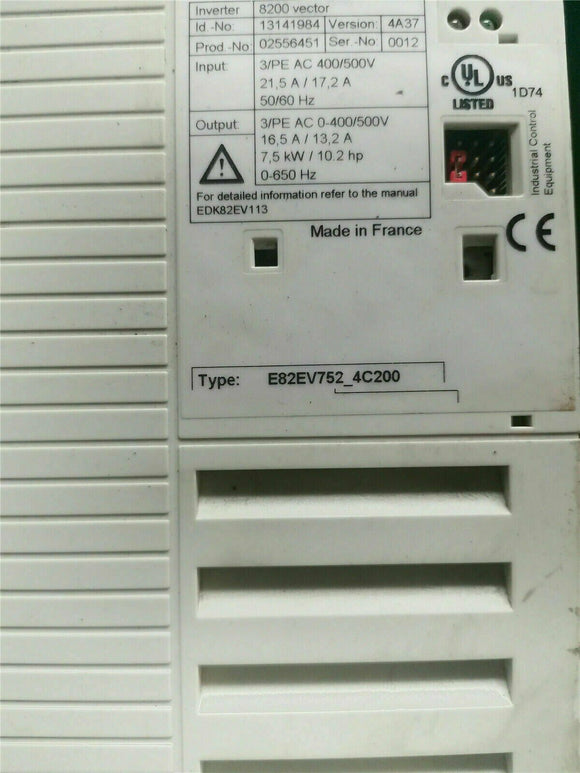 Inverter 8200 vector
Id.-No: 13141984 Version: 4A37
Prod.-No: 02556451 Ser.-No: 0012
Input: 3/PE AC 400/500V
21,5 A / 17,2 A
50/60 Hz
Output: 3/PE AC 0-400/500V
16,5 A / 13,2 A
7,5 kW / 10.2 hp
0-650 Hz
For detailed information refer to the manual
EDK82EV113
Made in France
C UL US
LISTED
1D74
Industrial Control
Equipment
CE
Type: E82EV752_4C200